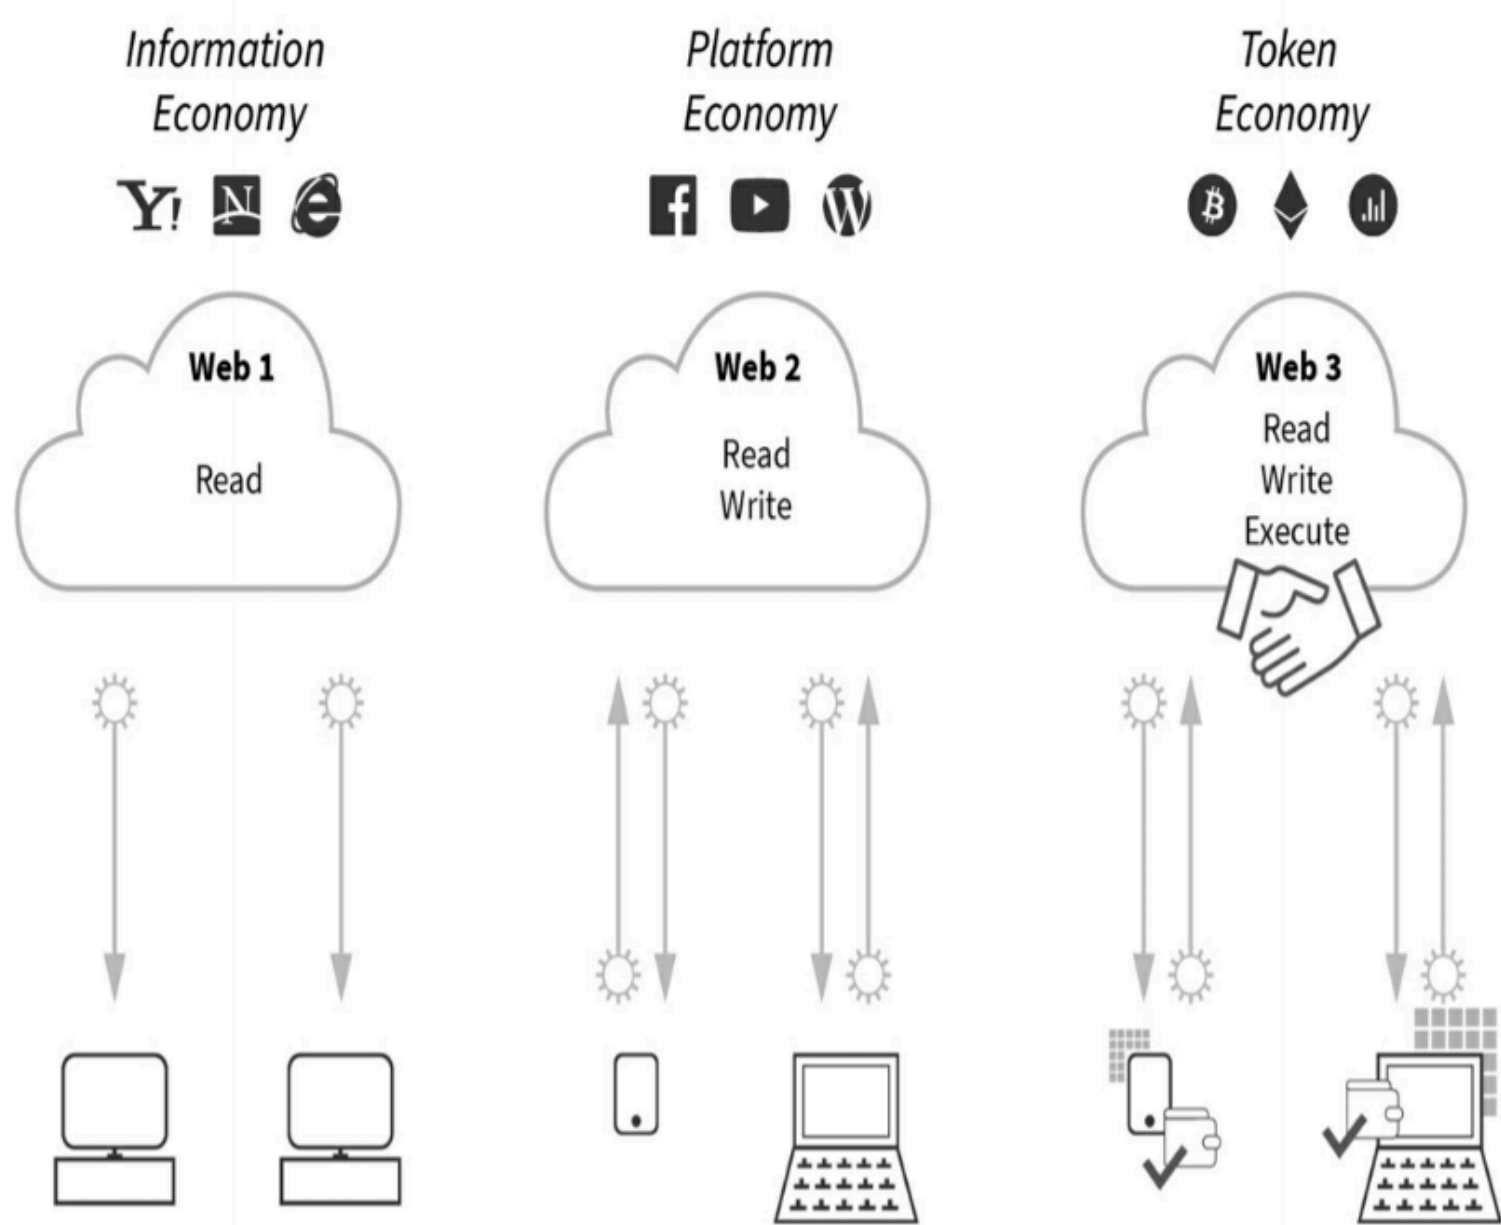 Information
Economy
Y!
N
e
Web 1
Read
Platform
Economy
f
W
Web 2
Read
Write
Token
Economy
₿
Web 3
Read
Write
Execute